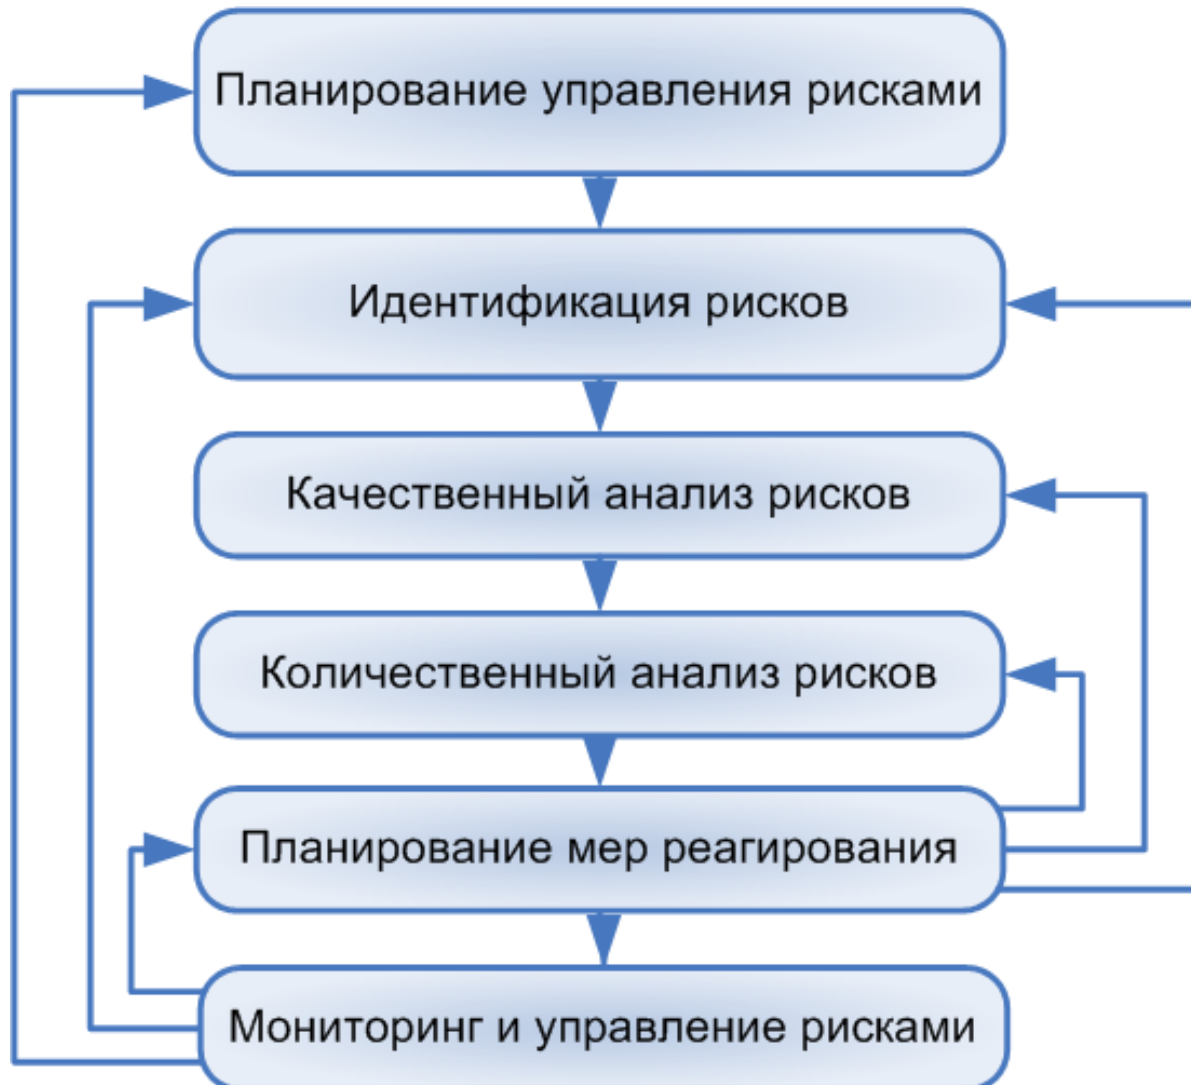 Планирование управления рисками
Идентификация рисков
Качественный анализ рисков
Количественный анализ рисков
Планирование мер реагирования
Мониторинг и управление рисками